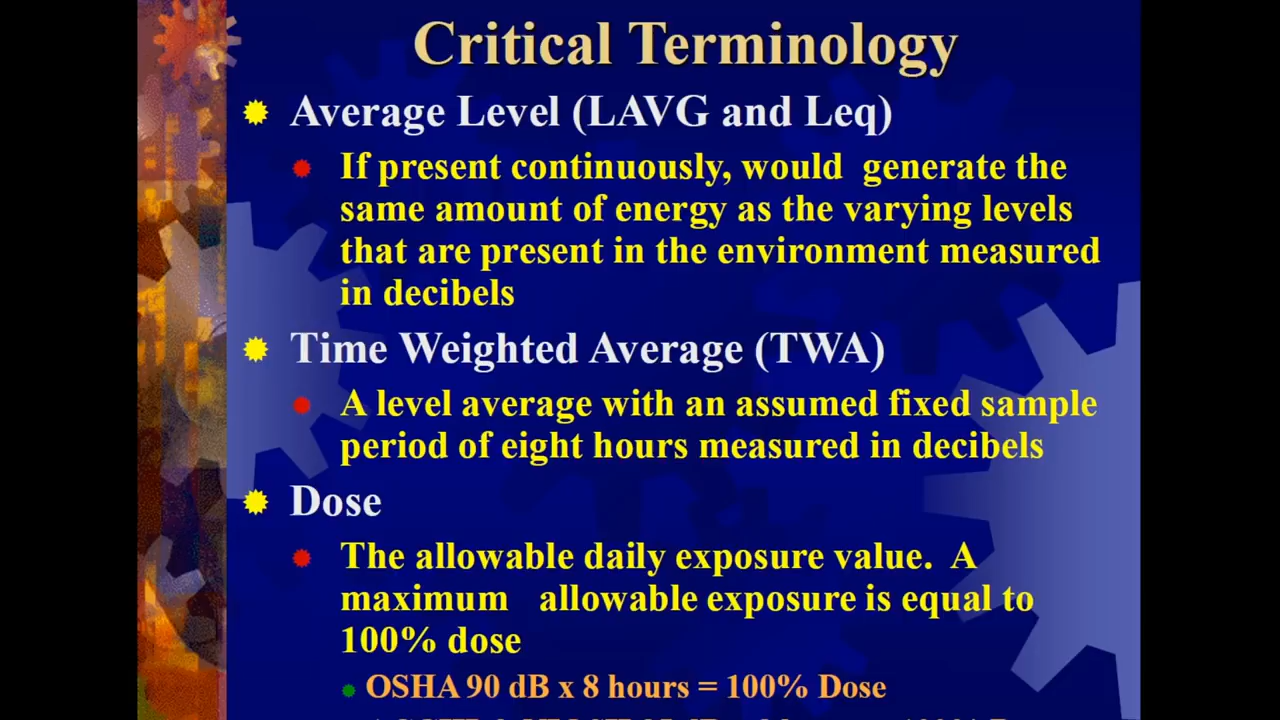 Critical Terminology
Average Level (LAVG and Leq)
If present continuously, would generate the
same amount of energy as the varying levels
that are present in the environment measured
in decibels
Time Weighted Average (TWA)
A level average with an assumed fixed sample
period of eight hours measured in decibels
Dose
The allowable daily exposure value. A
maximum allowable exposure is equal to
100% dose
OSHA 90 dB x 8 hours = 100% Dose